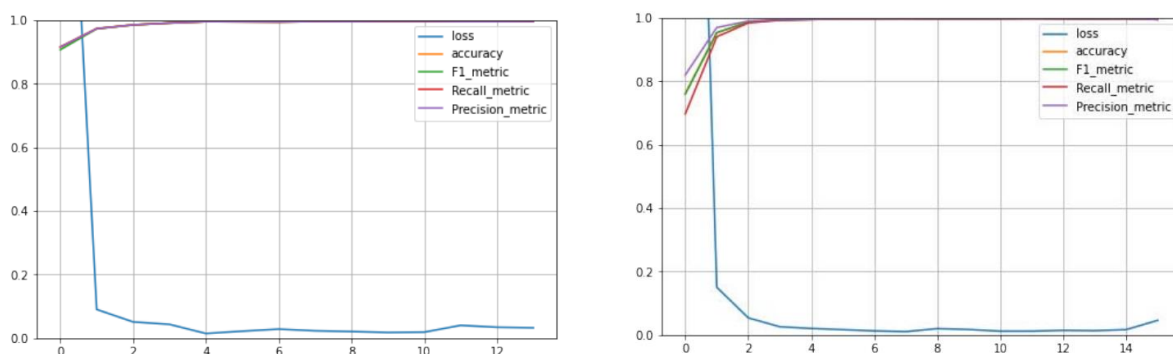 1.0
0.8
0.6
0.4
0.2
0.0
0 2 4 6 8 10 12
loss
accuracy
F1_metric
Recall_metric
Precision_metric
1.0
0.8
0.6
0.4
0.2
0.0
0 2 4 6 8 10 12 14
loss
accuracy
F1_metric
Recall_metric
Precision_metric